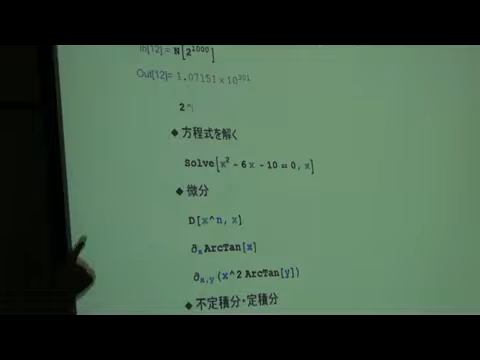 In[12]:= N[2^1000]
Out[12]= 1.07151×10^301
2^
◆ 方程式を解く
Solve[x² - 6 x - 10 = 0, x]
◆ 微分
D[x^n, x]
∂ₓ ArcTan[x]
∂x,y (x^2 ArcTan[y])
◆ 不定積分・定積分